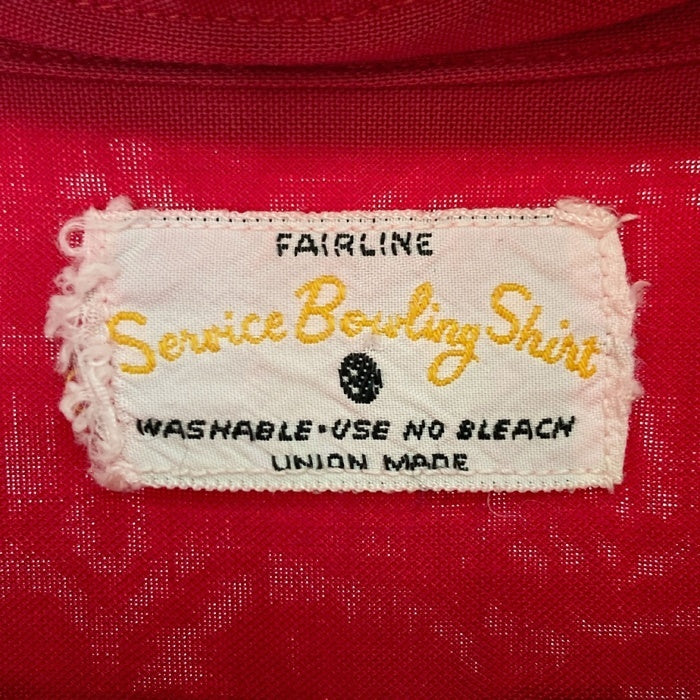 FAIRLINE
Service Bowling Shirt
WASHABLE•USE NO BLEACH
UNION MADE